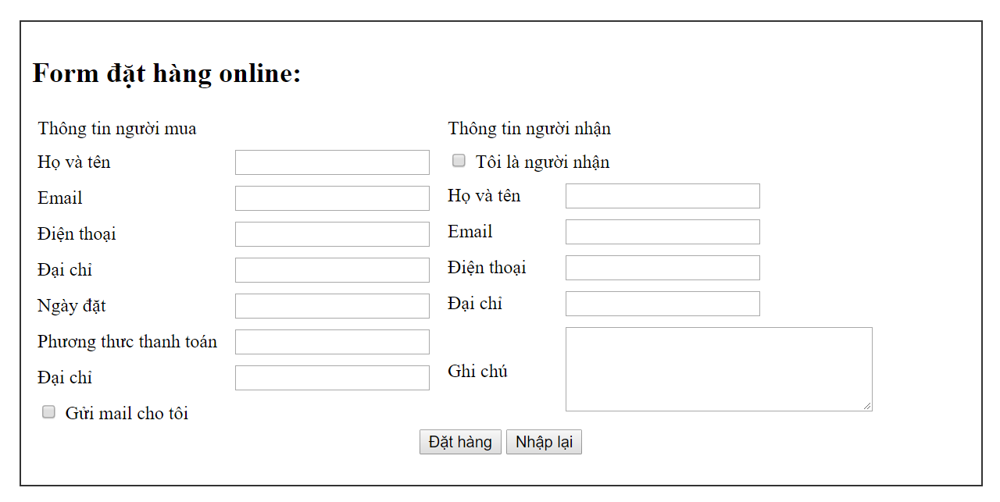 Form đặt hàng online:
Thông tin người mua
Họ và tên
Email
Điện thoại
Đại chỉ
Ngày đặt
Phương thưc thanh toán
Đại chỉ
Gửi mail cho tôi
Thông tin người nhận
Tôi là người nhận
Họ và tên
Email
Điện thoại
Đại chỉ
Ghi chú
Đặt hàng
Nhập lại